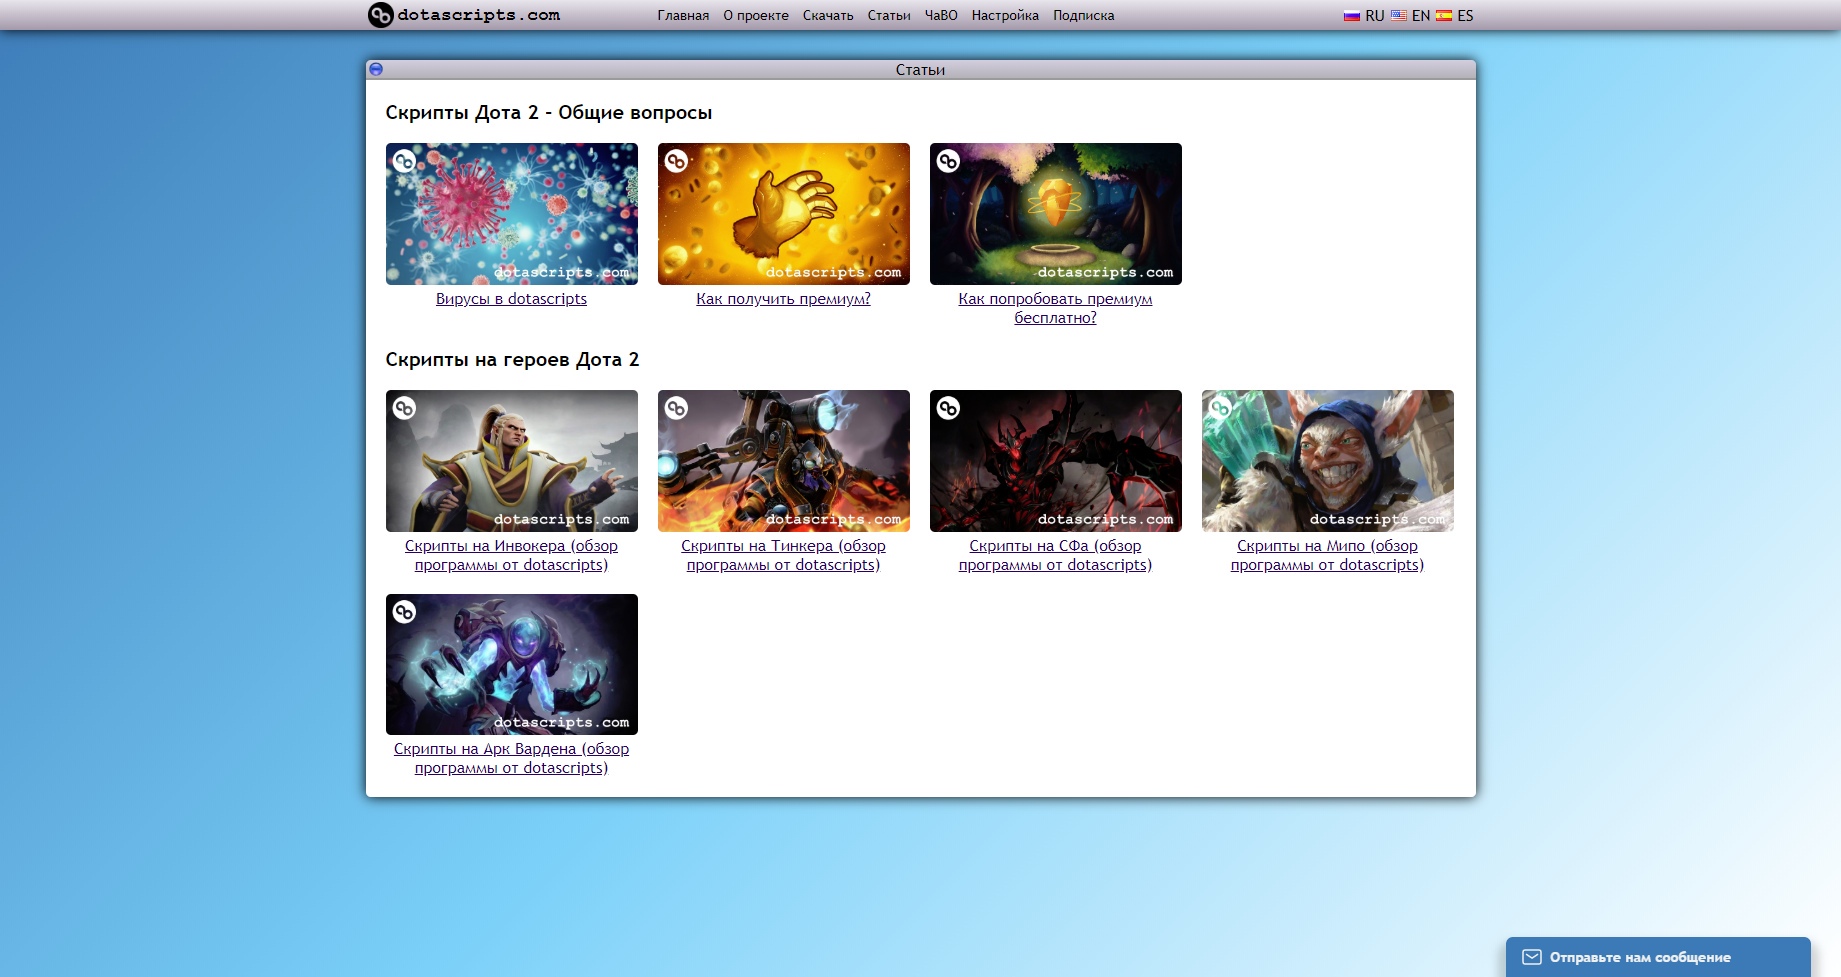 dotascripts.com
Главная О проекте Скачать Статьи ЧаВО Настройка Подписка
RU EN ES
Статьи
Скрипты Дота 2 - Общие вопросы
dotascripts.com
dotascripts.com
dotascripts.com
Вирусы в dotascripts
Как получить премиум?
Как попробовать премиум
бесплатно?
Скрипты на героев Дота 2
dotascripts.com
dotascripts.com
dotascripts.com
dotascripts.com
Скрипты на Инвокера (обзор
программы от dotascripts)
Скрипты на Тинкера (обзор
программы от dotascripts)
Скрипты на СФа (обзор
программы от dotascripts)
Скрипты на Мипо (обзор
программы от dotascripts)
dotascripts.com
Скрипты на Арк Вардена (обзор
программы от dotascripts)
Отправьте нам сообщение